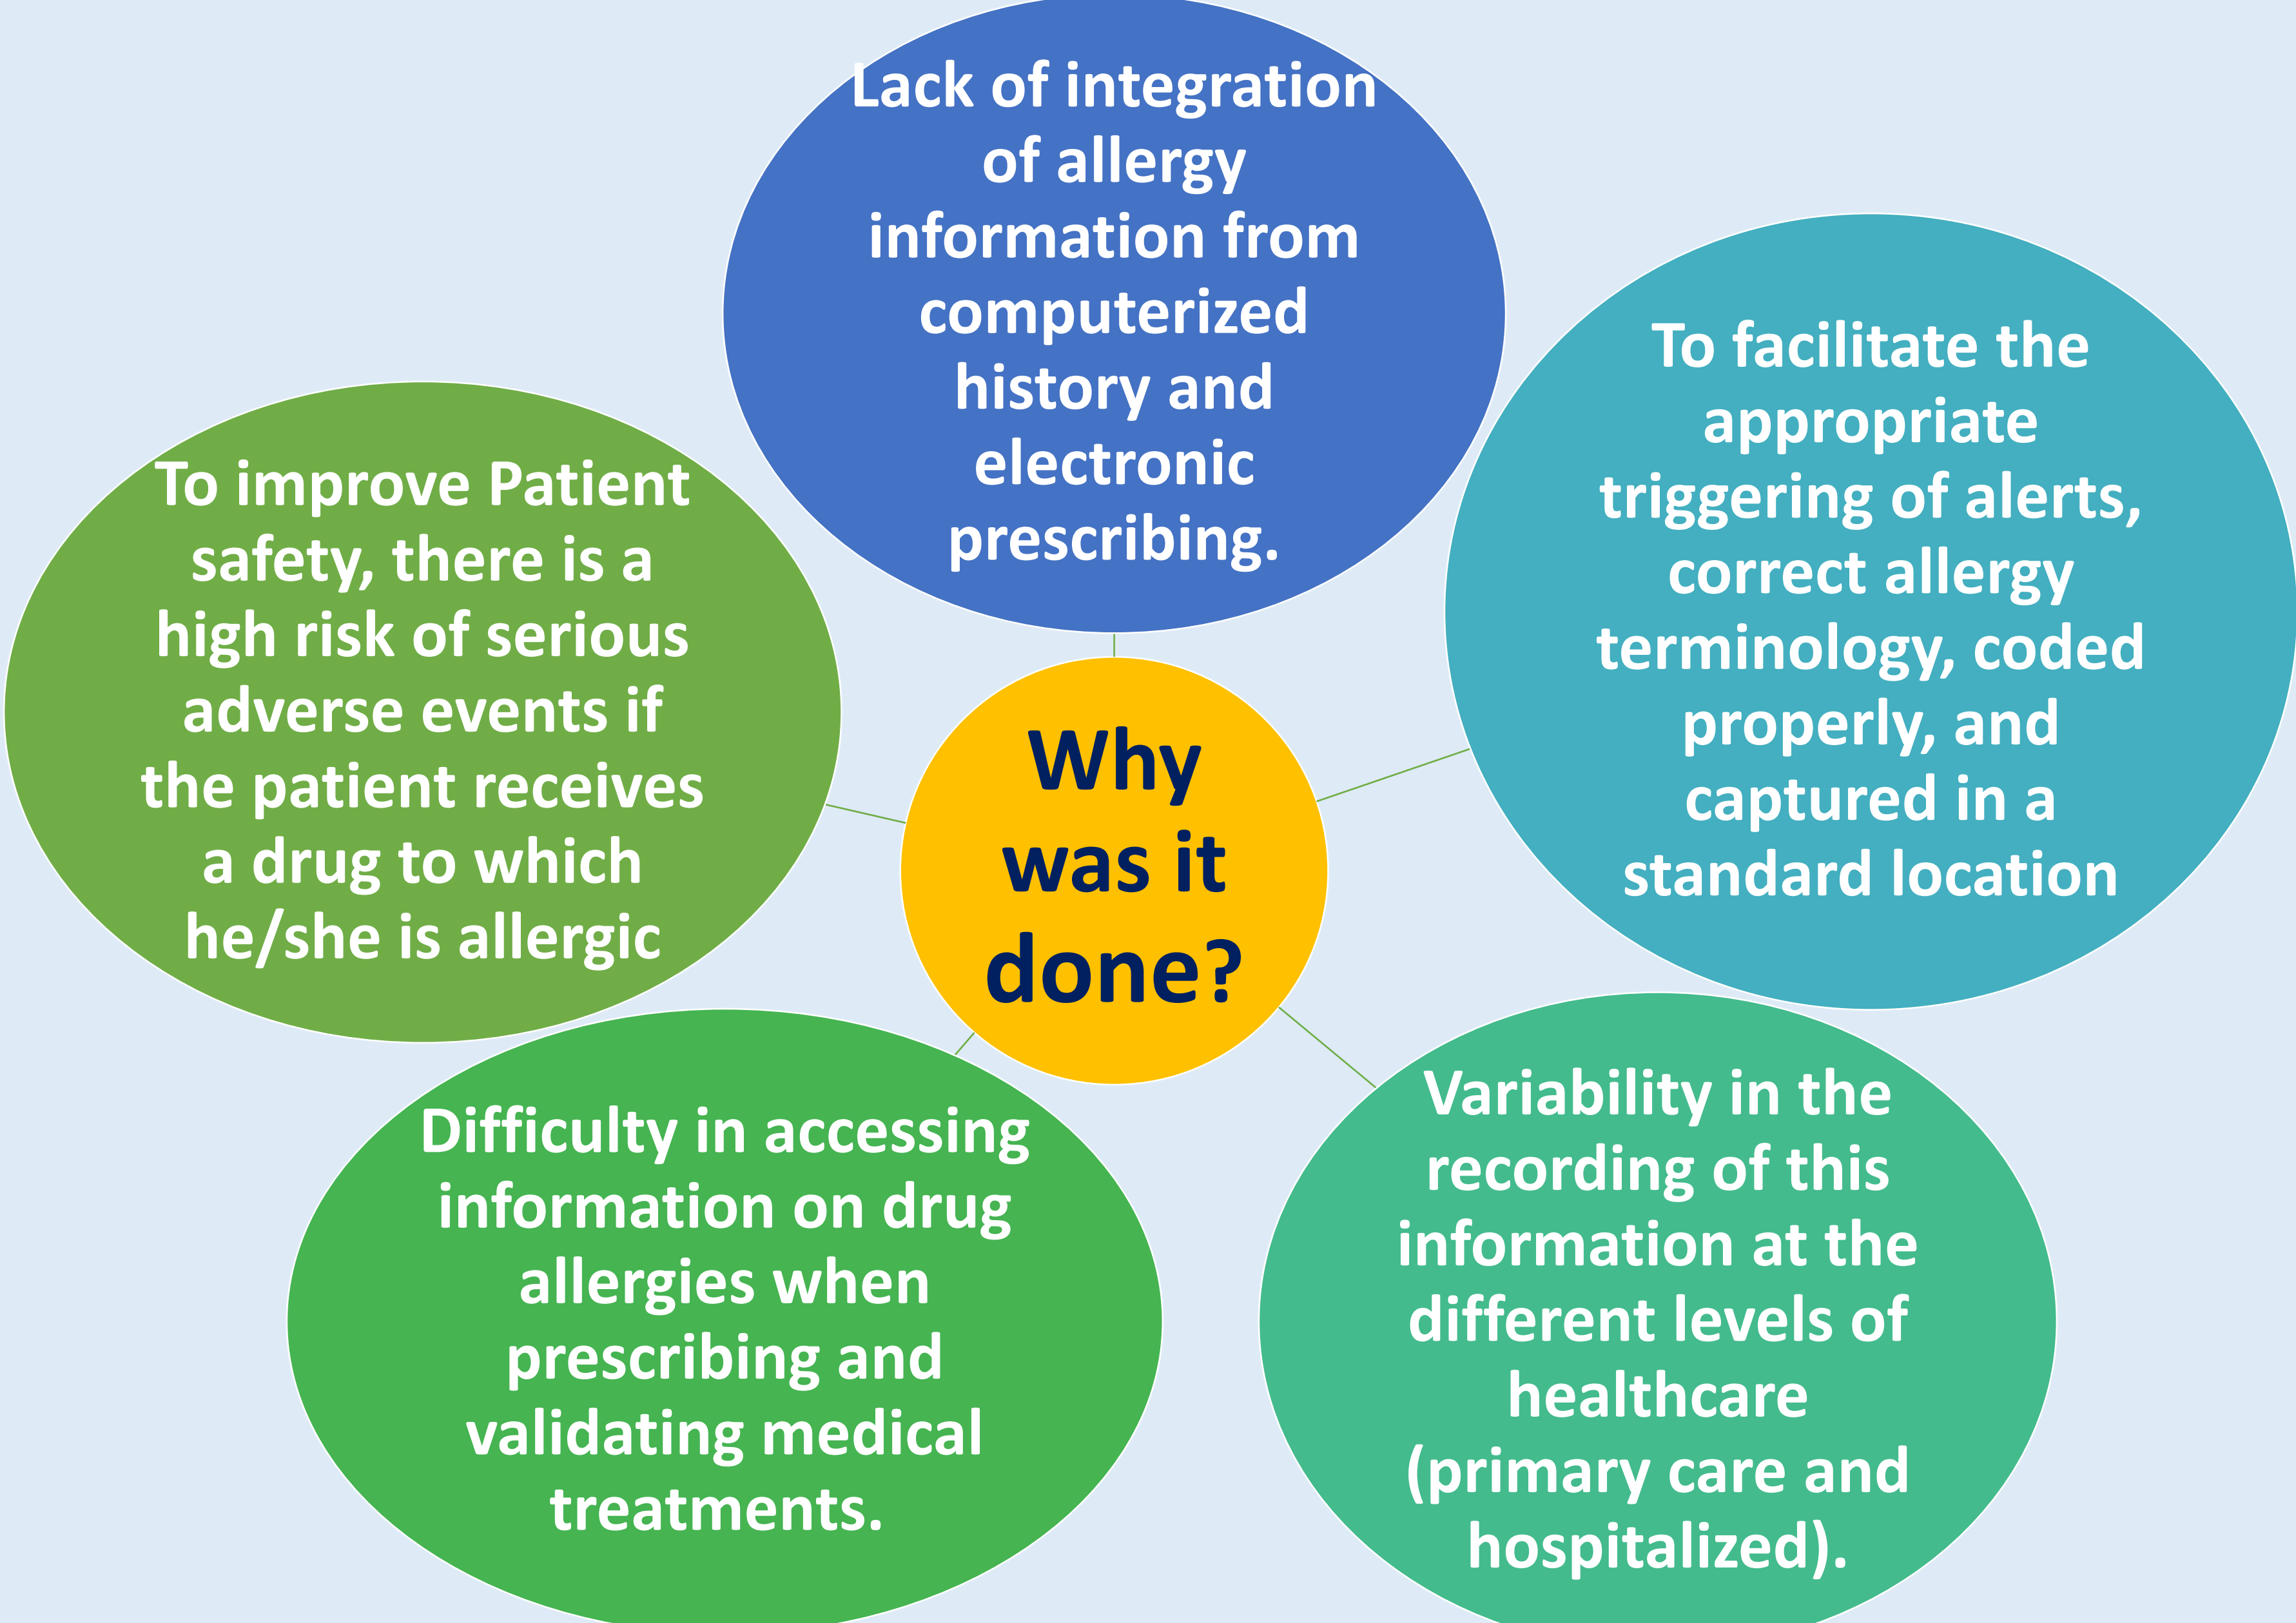 Lack of integration
of allergy
information from
computerized
history and
electronic
prescribing.
To facilitate the
appropriate
triggering of alerts,
correct allergy
terminology, coded
properly, and
captured in a
standard location
To improve Patient
safety, there is a
high risk of serious
adverse events if
the patient receives
a drug to which
he/she is allergic
Why
was it
done?
Difficulty in accessing
information on drug
allergies when
prescribing and
validating medical
treatments.
Variability in the
recording of this
information at the
different levels of
healthcare
(primary care and
hospitalized).